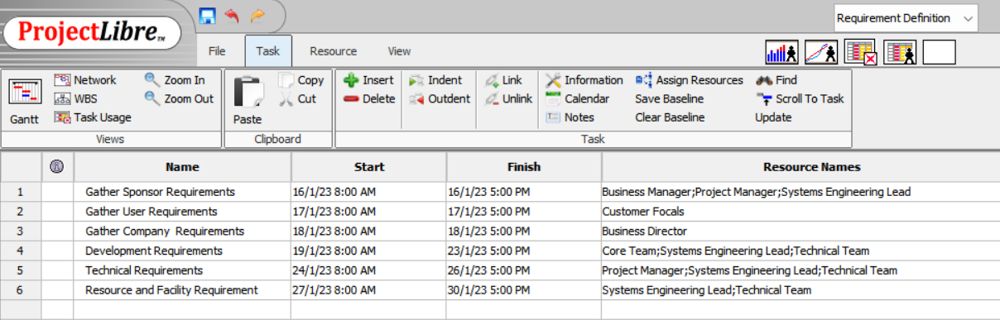 Requirement Definition
ProjectLibre™
File Task Resource View
Gantt
Network
WBS
Task Usage
Zoom In
Zoom Out
Views
Paste
Copy
Cut
Clipboard
Insert
Delete
Indent
Outdent
Link
Unlink
Information
Calendar
Notes
Assign Resources
Save Baseline
Clear Baseline
Find
Scroll To Task
Update
Task
Name Start Finish Resource Names
1 Gather Sponsor Requirements 16/1/23 8:00 AM 16/1/23 5:00 PM Business Manager;Project Manager;Systems Engineering Lead
2 Gather User Requirements 17/1/23 8:00 AM 17/1/23 5:00 PM Customer Focals
3 Gather Company Requirements 18/1/23 8:00 AM 18/1/23 5:00 PM Business Director
4 Development Requirements 19/1/23 8:00 AM 23/1/23 5:00 PM Core Team;Systems Engineering Lead;Technical Team
5 Technical Requirements 24/1/23 8:00 AM 26/1/23 5:00 PM Project Manager;Systems Engineering Lead;Technical Team
6 Resource and Facility Requirement 27/1/23 8:00 AM 30/1/23 5:00 PM Systems Engineering Lead;Technical Team